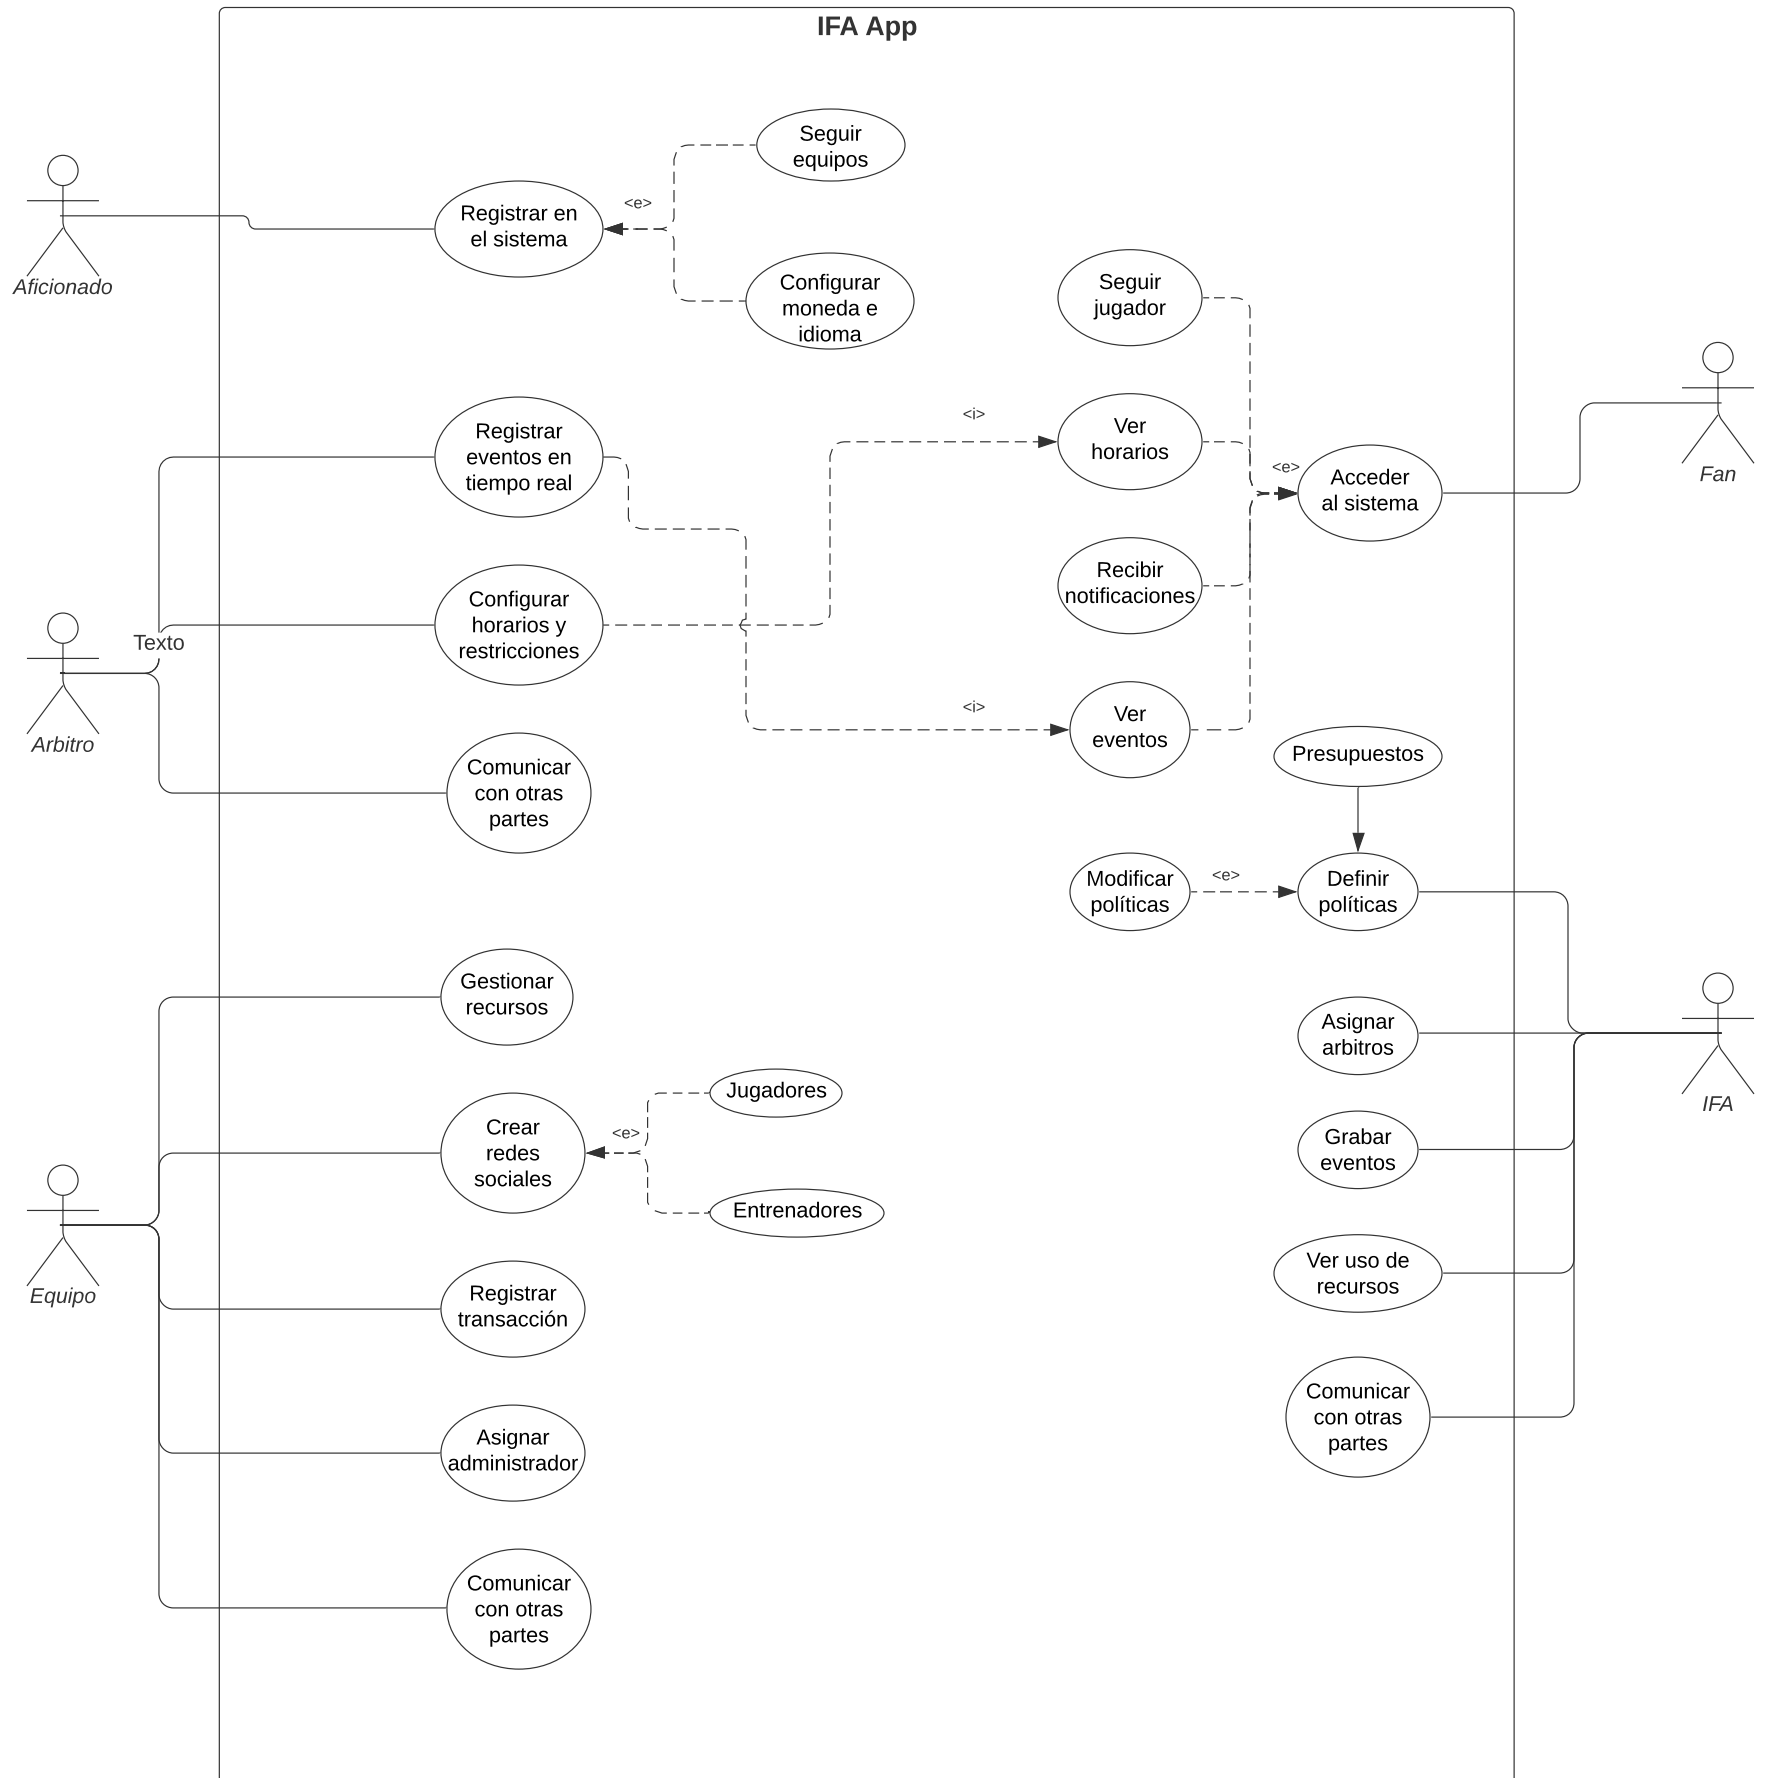 IFA App
Seguir
equipos
<e>
Registrar en
el sistema
Aficionado
Configurar
moneda e
idioma
Seguir
jugador
Registrar
eventos en
tiempo real
<i>
Ver
horarios
<e>
Acceder
al sistema
Fan
Configurar
horarios y
restricciones
Recibir
notificaciones
Texto
Arbitro
<i>
Ver
eventos
Comunicar
con otras
partes
Presupuestos
Modificar
políticas
<e>
Definir
políticas
Gestionar
recursos
Asignar
arbitros
IFA
Jugadores
Crear
redes
sociales
<e>
Entrenadores
Grabar
eventos
Equipo
Registrar
transacción
Ver uso de
recursos
Asignar
administrador
Comunicar
con otras
partes
Comunicar
con otras
partes